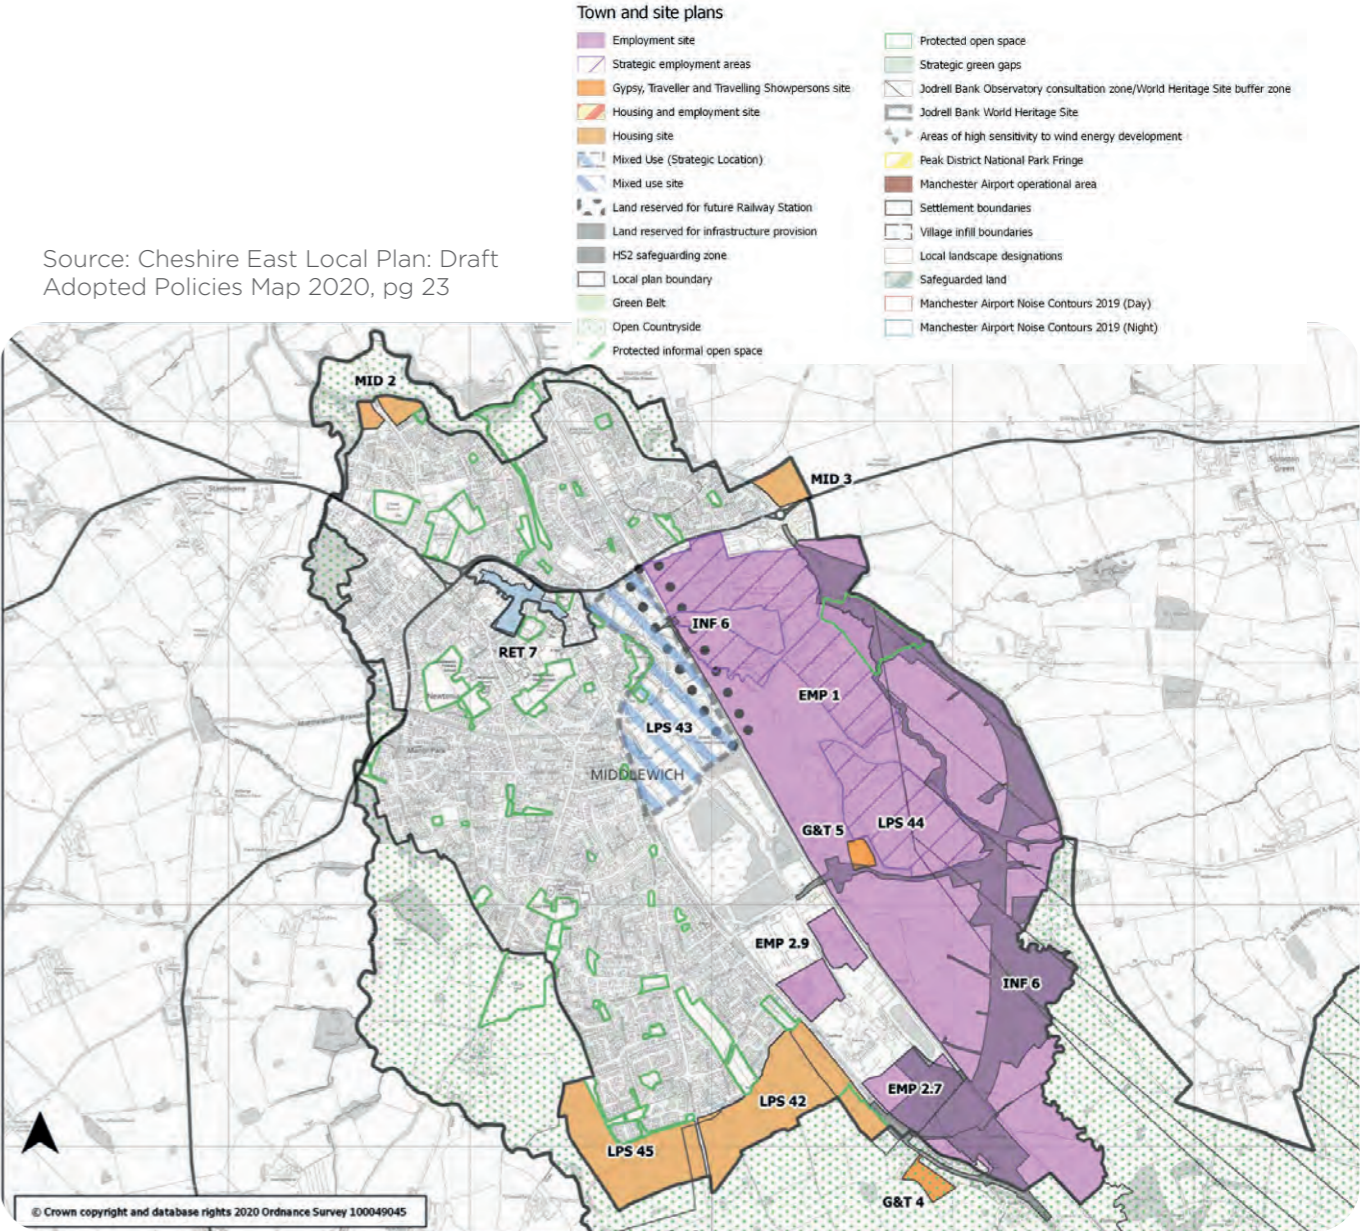 Town and site plans
Employment site
Strategic employment areas
Gypsy, Traveller and Travelling Showpersons site
Housing and employment site
Housing site
Mixed Use (Strategic Location)
Mixed use site
Land reserved for future Railway Station
Land reserved for infrastructure provision
HS2 safeguarding zone
Local plan boundary
Green Belt
Open Countryside
Protected informal open space
Protected open space
Strategic green gaps
Jodrell Bank Observatory consultation zone/World Heritage Site buffer zone
Jodrell Bank World Heritage Site
Areas of high sensitivity to wind energy development
Peak District National Park Fringe
Manchester Airport operational area
Settlement boundaries
Village infill boundaries
Local landscape designations
Safeguarded land
Manchester Airport Noise Contours 2019 (Day)
Manchester Airport Noise Contours 2019 (Night)
Source: Cheshire East Local Plan: Draft
Adopted Policies Map 2020, pg 23
MID 2
MID 3
INF 6
RET 7
EMP 1
LPS 43
MIDDLEWICH
G&T 5
LPS 44
EMP 2.9
INF 6
EMP 2.7
LPS 42
LPS 45
G&T 4
© Crown copyright and database rights 2020 Ordnance Survey 100049045